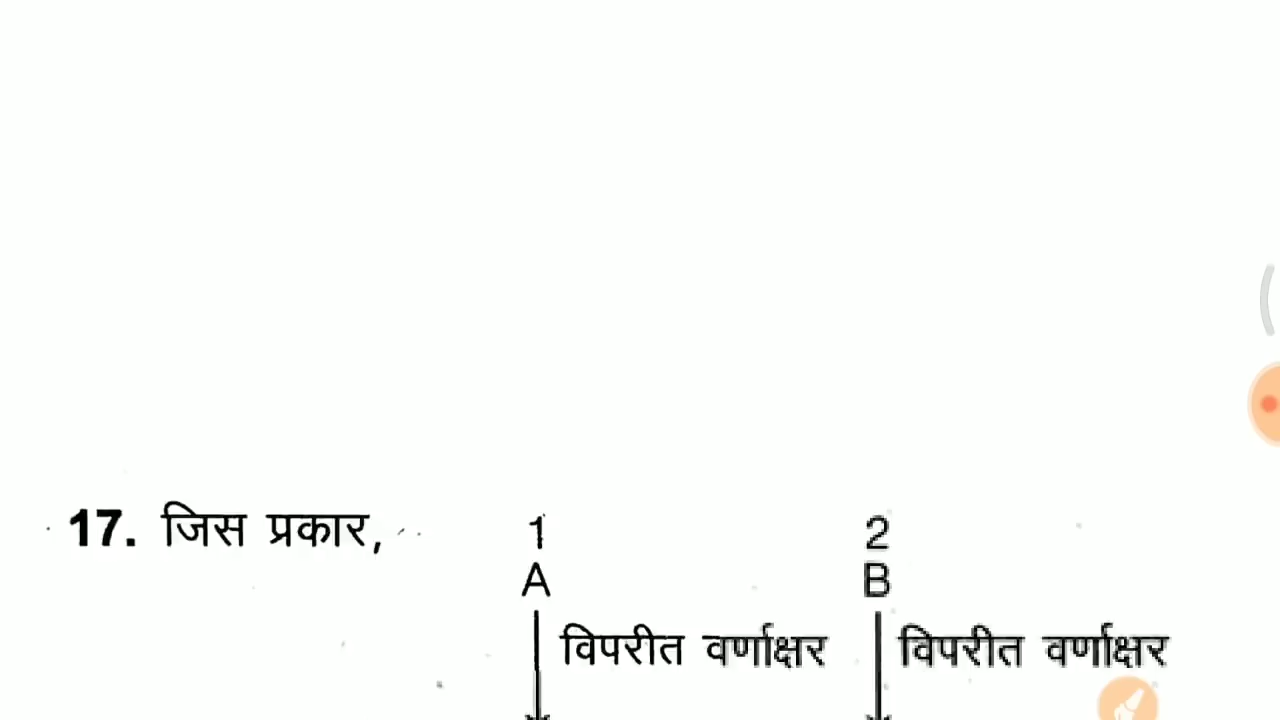 17. जिस प्रकार, 1 2
A B
विपरीत वर्णाक्षर विपरीत वर्णाक्षर